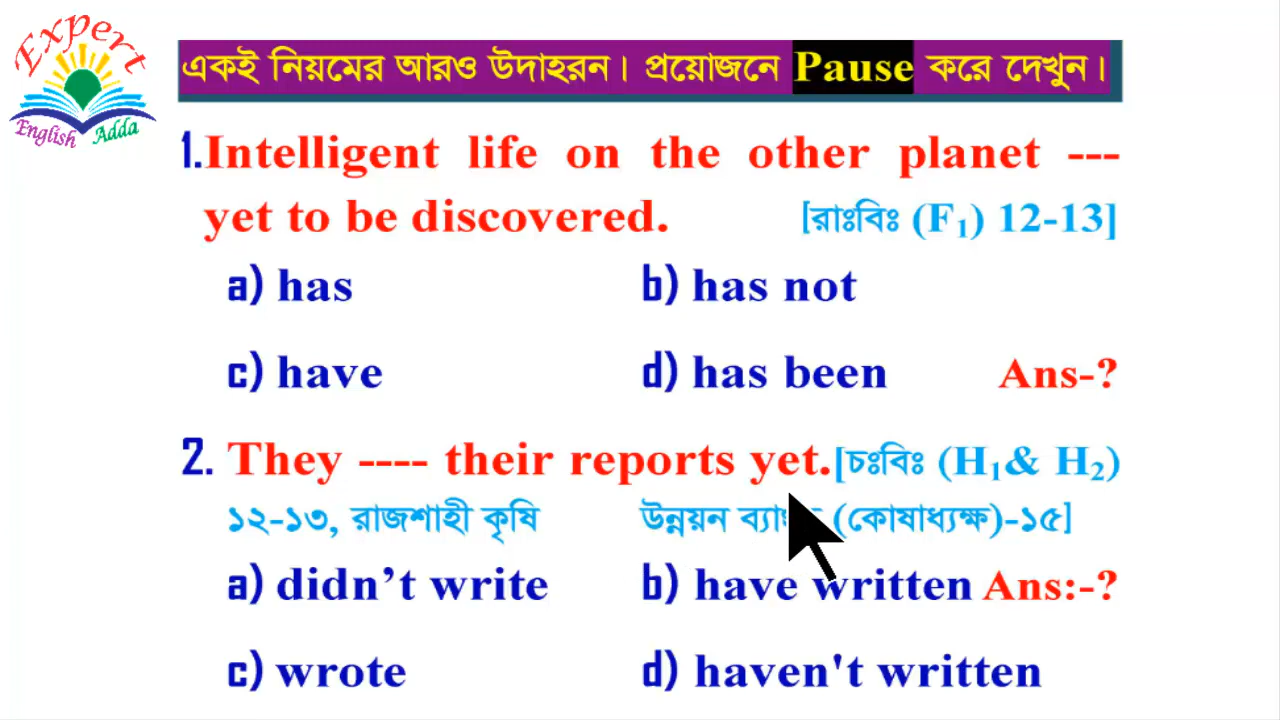 Expert
English Adda
একই নিয়মের আরও উদাহরন। প্রয়োজনে Pause করে দেখুন।
1.Intelligent life on the other planet ---
yet to be discovered. [রাঃবিঃ (F₁) 12-13]
a) has b) has not
c) have d) has been Ans-?
2. They ---- their reports yet.[চঃবিঃ (H₁& H₂)
১২-১৩, রাজশাহী কৃষি উন্নয়ন (কোষাধ্যক্ষ)-১৫]
a) didn’t write b) have written Ans:-?
c) wrote d) haven't written